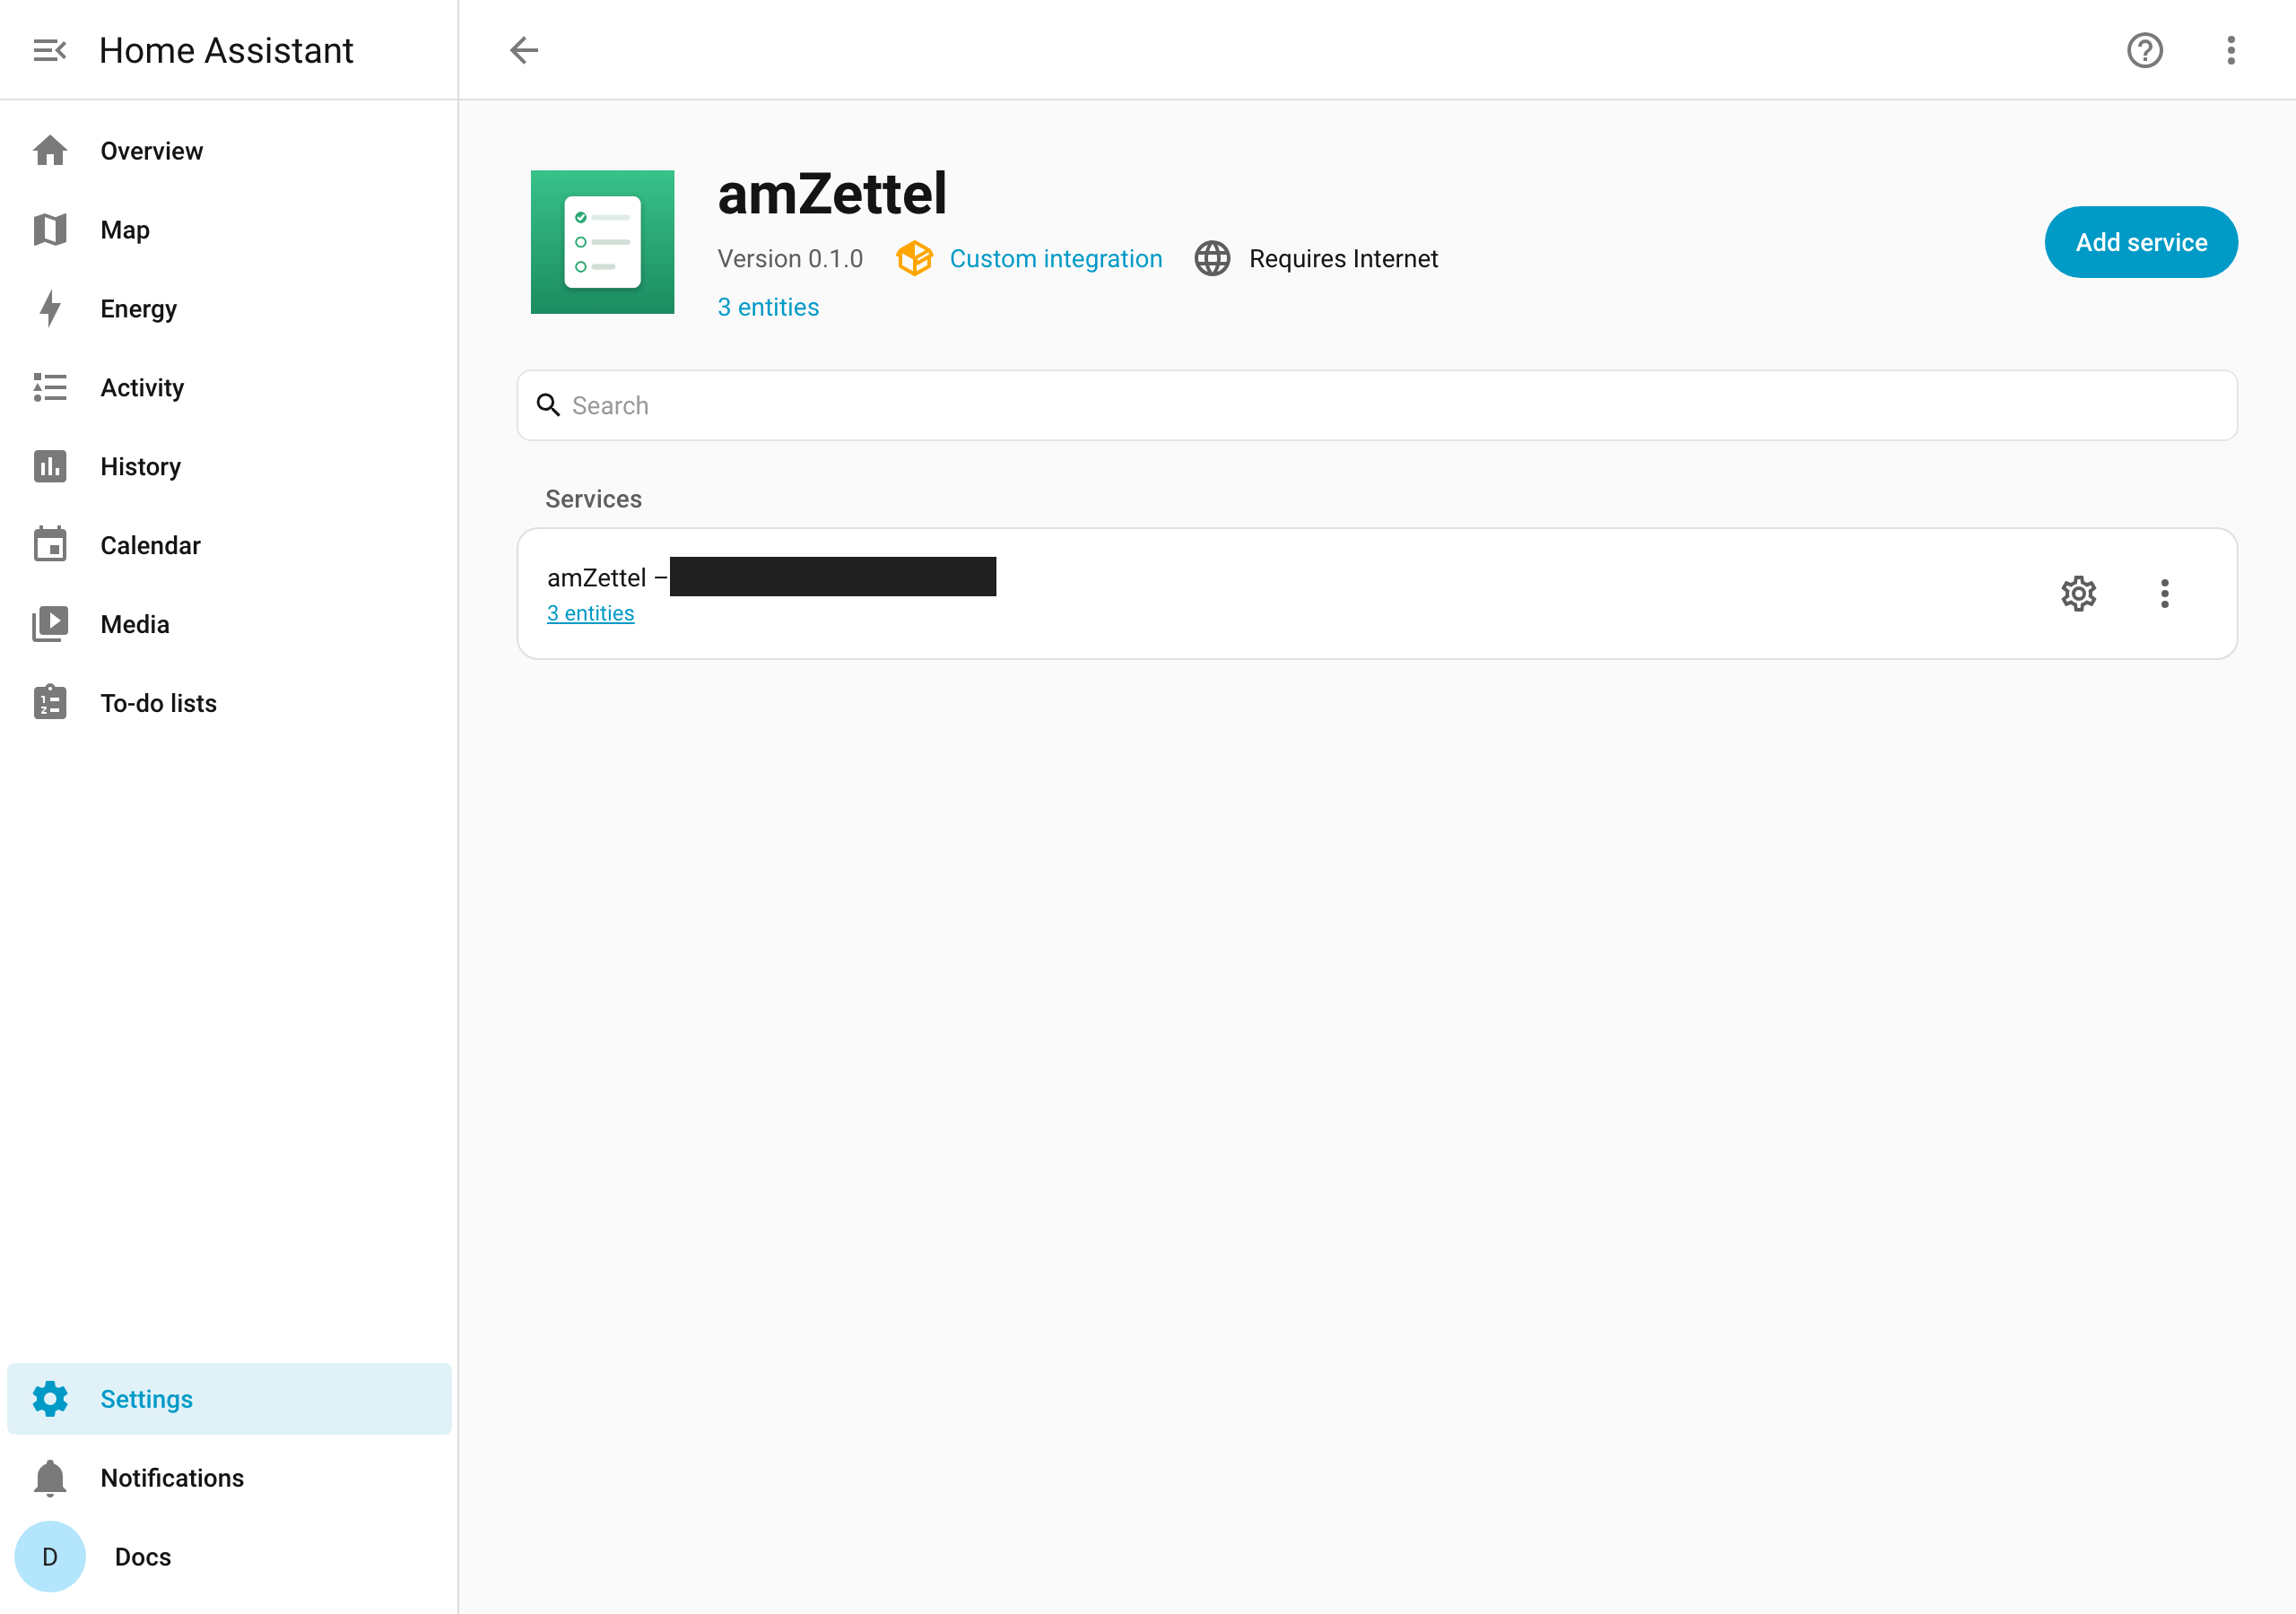 Home Assistant
Overview
Map
Energy
Activity
History
Calendar
Media
To-do lists
Settings
Notifications
D Docs
amZettel
Version 0.1.0 Custom integration Requires Internet
3 entities
Add service
Search
Services
amZettel –
3 entities